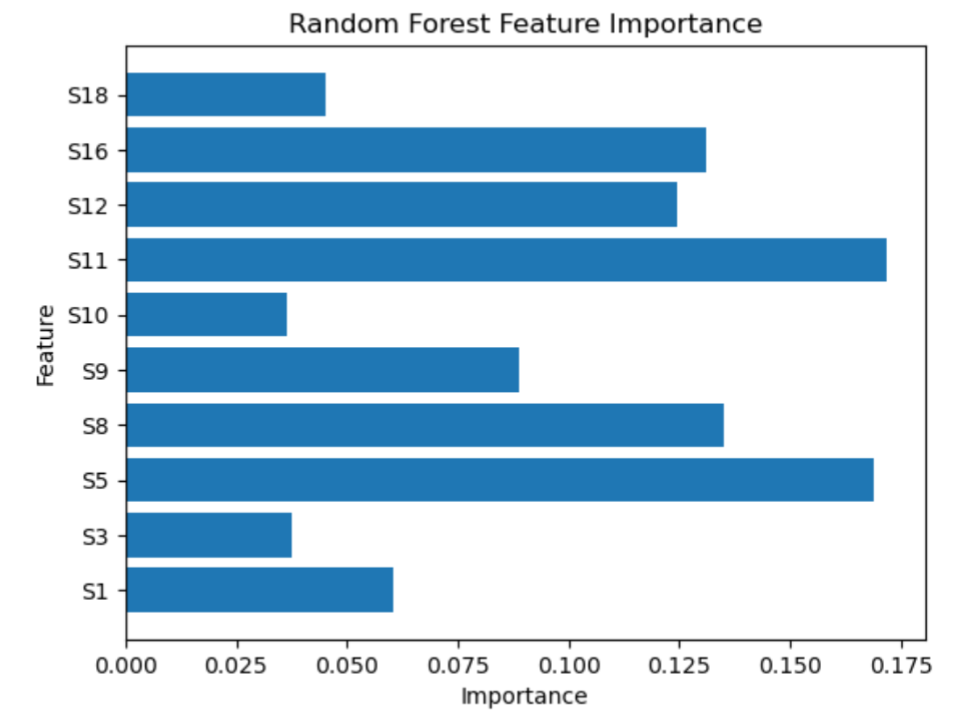 Random Forest Feature Importance
S18
S16
S12
S11
S10
S9
S8
S5
S3
S1
Feature
0.000 0.025 0.050 0.075 0.100 0.125 0.150 0.175
Importance